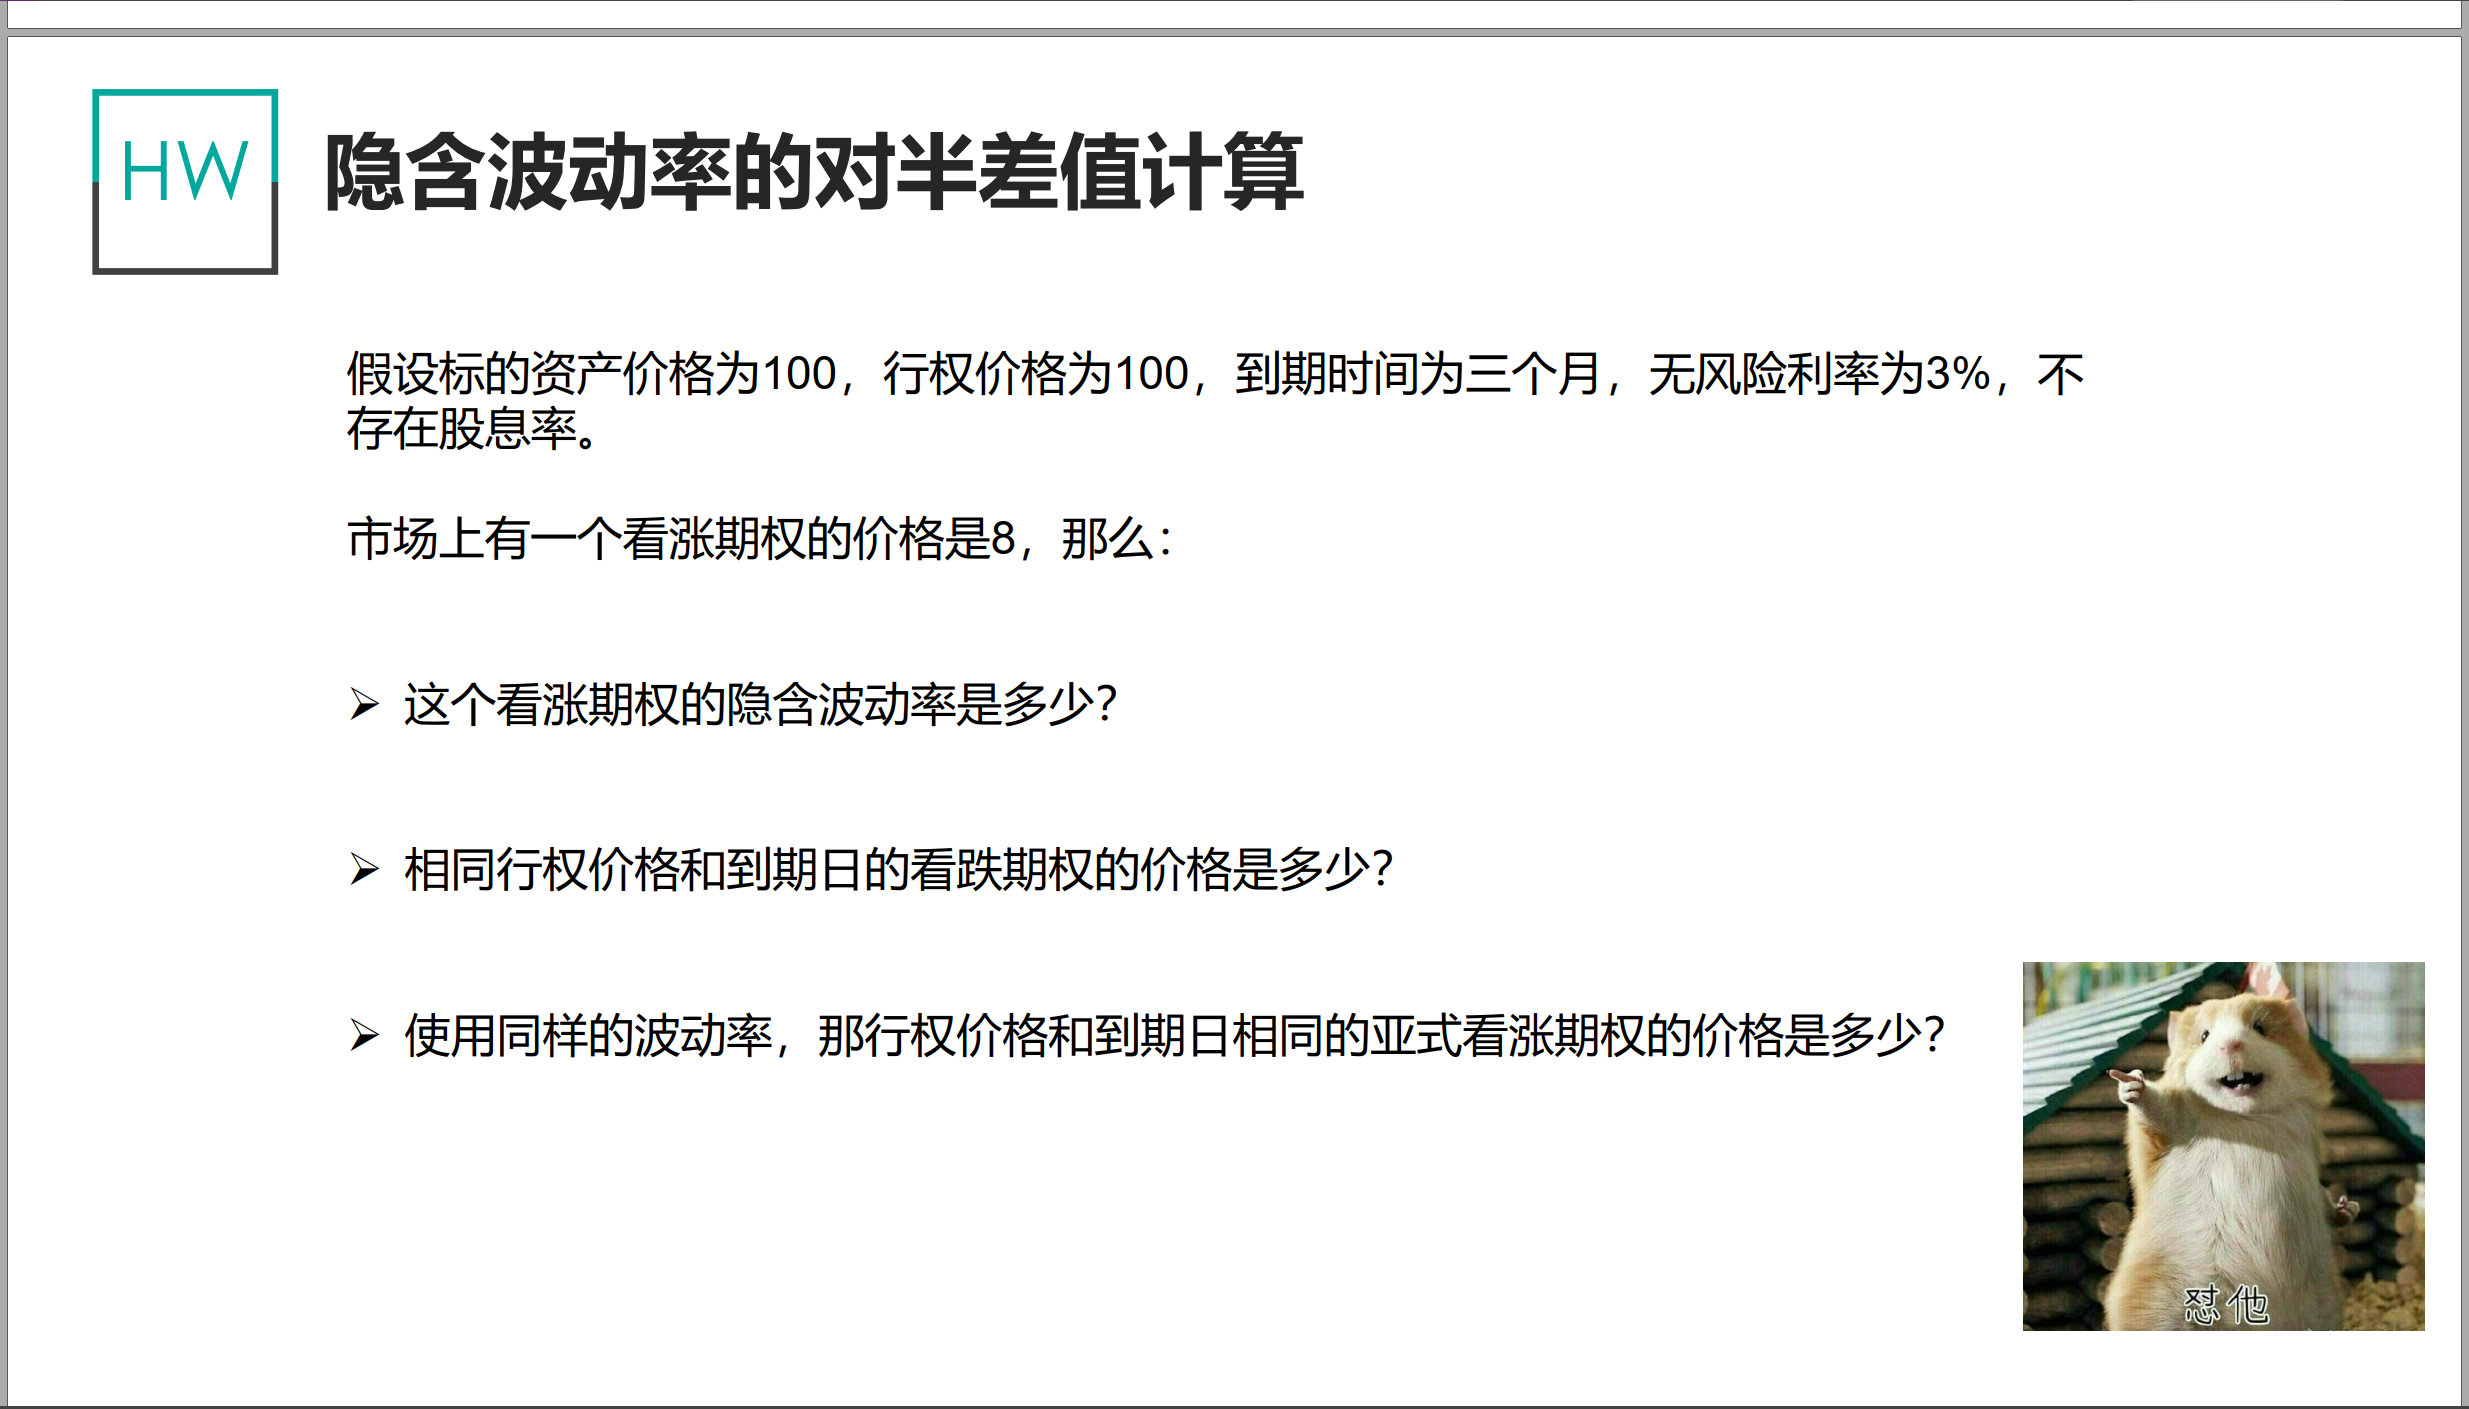 HW
隐含波动率的对半差值计算
假设标的资产价格为100，行权价格为100，到期时间为三个月，无风险利率为3%，不
存在股息率。
市场上有一个看涨期权的价格是8，那么：
➢ 这个看涨期权的隐含波动率是多少？
➢ 相同行权价格和到期日的看跌期权的价格是多少？
➢ 使用同样的波动率，那行权价格和到期日相同的亚式看涨期权的价格是多少？
怼他